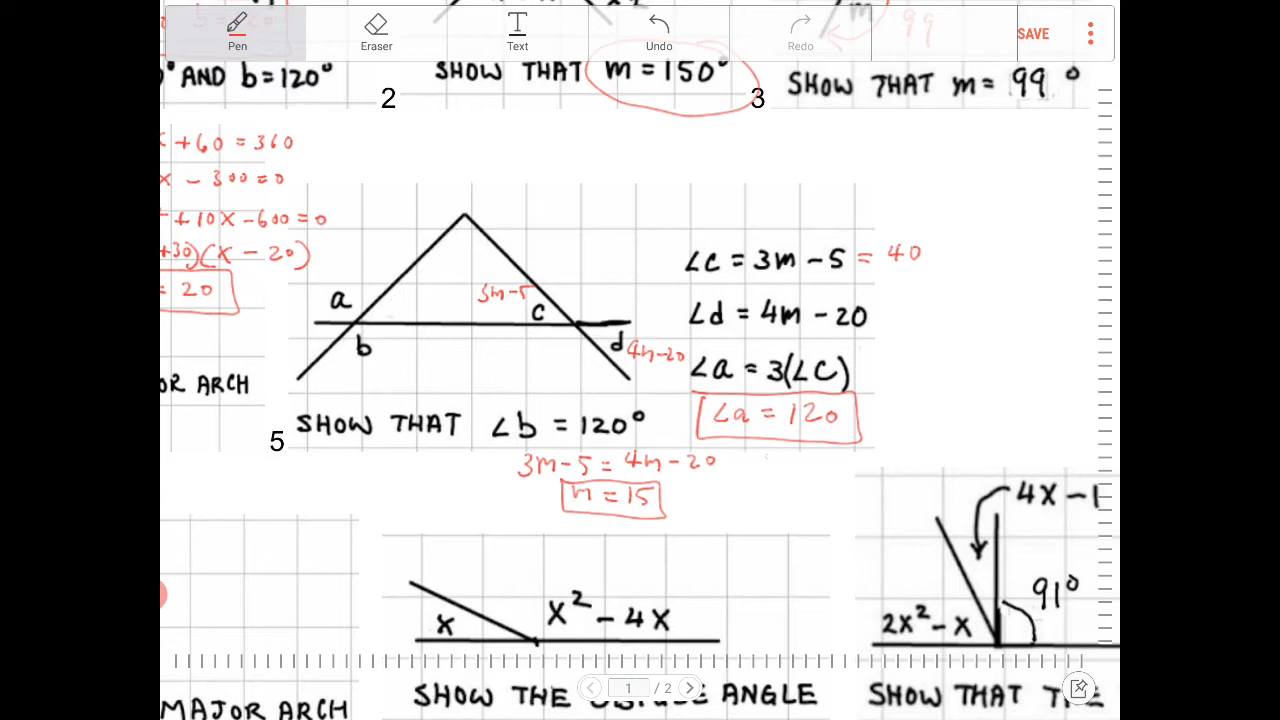 Pen
Eraser
Text
Undo
Redo
SAVE
m
99
° AND b=120°
2
SHOW THAT m = 150°
3
SHOW THAT m = 99°
x + 60 = 360
x - 300 = 0
+ 10x - 600 = 0
+30)(x - 20)
= 20
OR ARCH
a
b
3m-5
c
d
4m-20
∠c = 3m - 5 = 40
∠d = 4m - 20
∠a = 3(∠C)
∠a = 120
5
SHOW THAT ∠b = 120°
3m - 5 = 4m - 20
m = 15
x
x² - 4x
4x - 1
91°
2x² - x
1 / 2
MAJOR ARCH
SHOW THE OBTUSE ANGLE
SHOW THAT THE